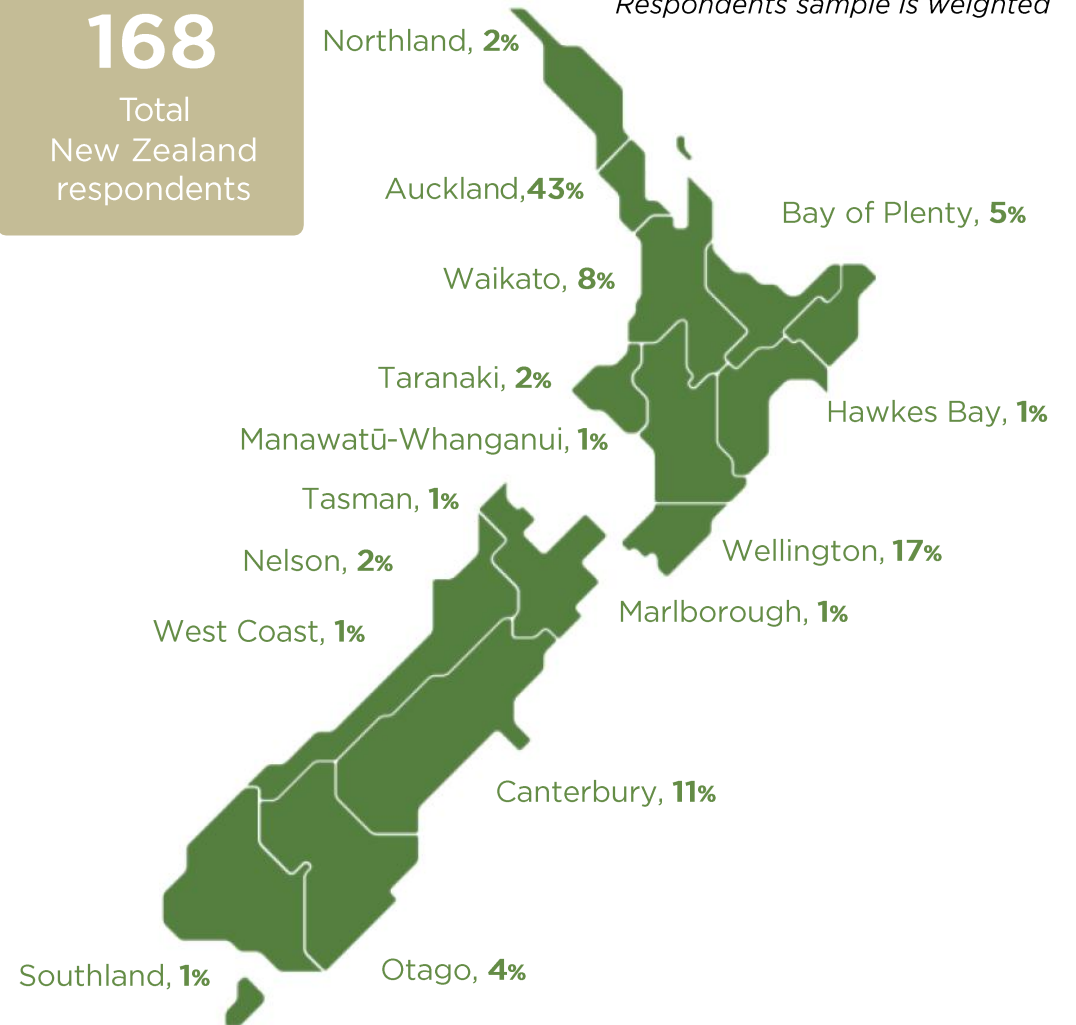 Respondents sample is weighted
168
Total
New Zealand
respondents
Northland, 2%
Auckland,43%
Bay of Plenty, 5%
Waikato, 8%
Taranaki, 2%
Hawkes Bay, 1%
Manawatū-Whanganui, 1%
Tasman, 1%
Wellington, 17%
Nelson, 2%
Marlborough, 1%
West Coast, 1%
Canterbury, 11%
Southland, 1%
Otago, 4%